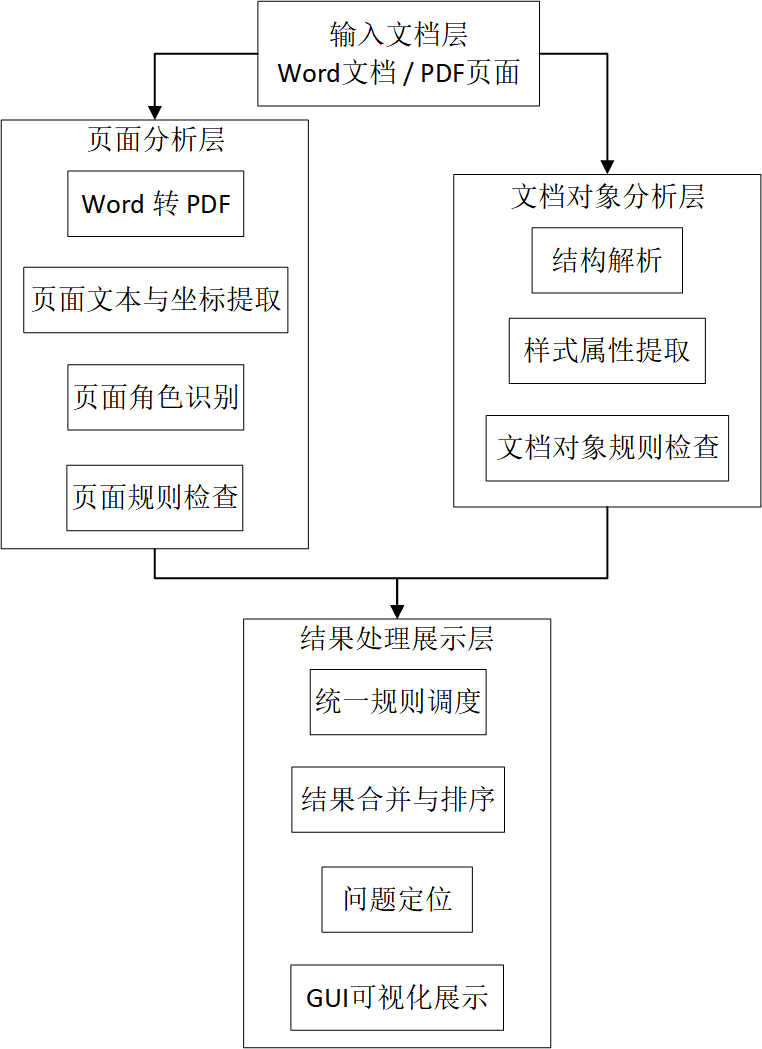 输入文档层
Word文档 / PDF页面
页面分析层
Word 转 PDF
页面文本与坐标提取
页面角色识别
页面规则检查
文档对象分析层
结构解析
样式属性提取
文档对象规则检查
结果处理展示层
统一规则调度
结果合并与排序
问题定位
GUI可视化展示